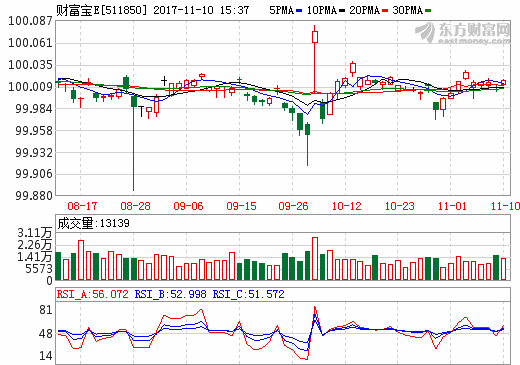 财富宝E[511850] 2017-11-10 15:37 5PMA 10PMA 20PMA 30PMA
东方财富网
eastmoney.com
100.087
100.061
100.035
100.009
99.984
99.958
99.932
99.906
99.880
08-17 08-28 09-06 09-15 09-26 10-12 10-23 11-01 11-10
成交量:13139
3.11万
2.26万
1.41万
5573
0
RSI_A:56.072 RSI_B:52.998 RSI_C:51.572
81
48
14